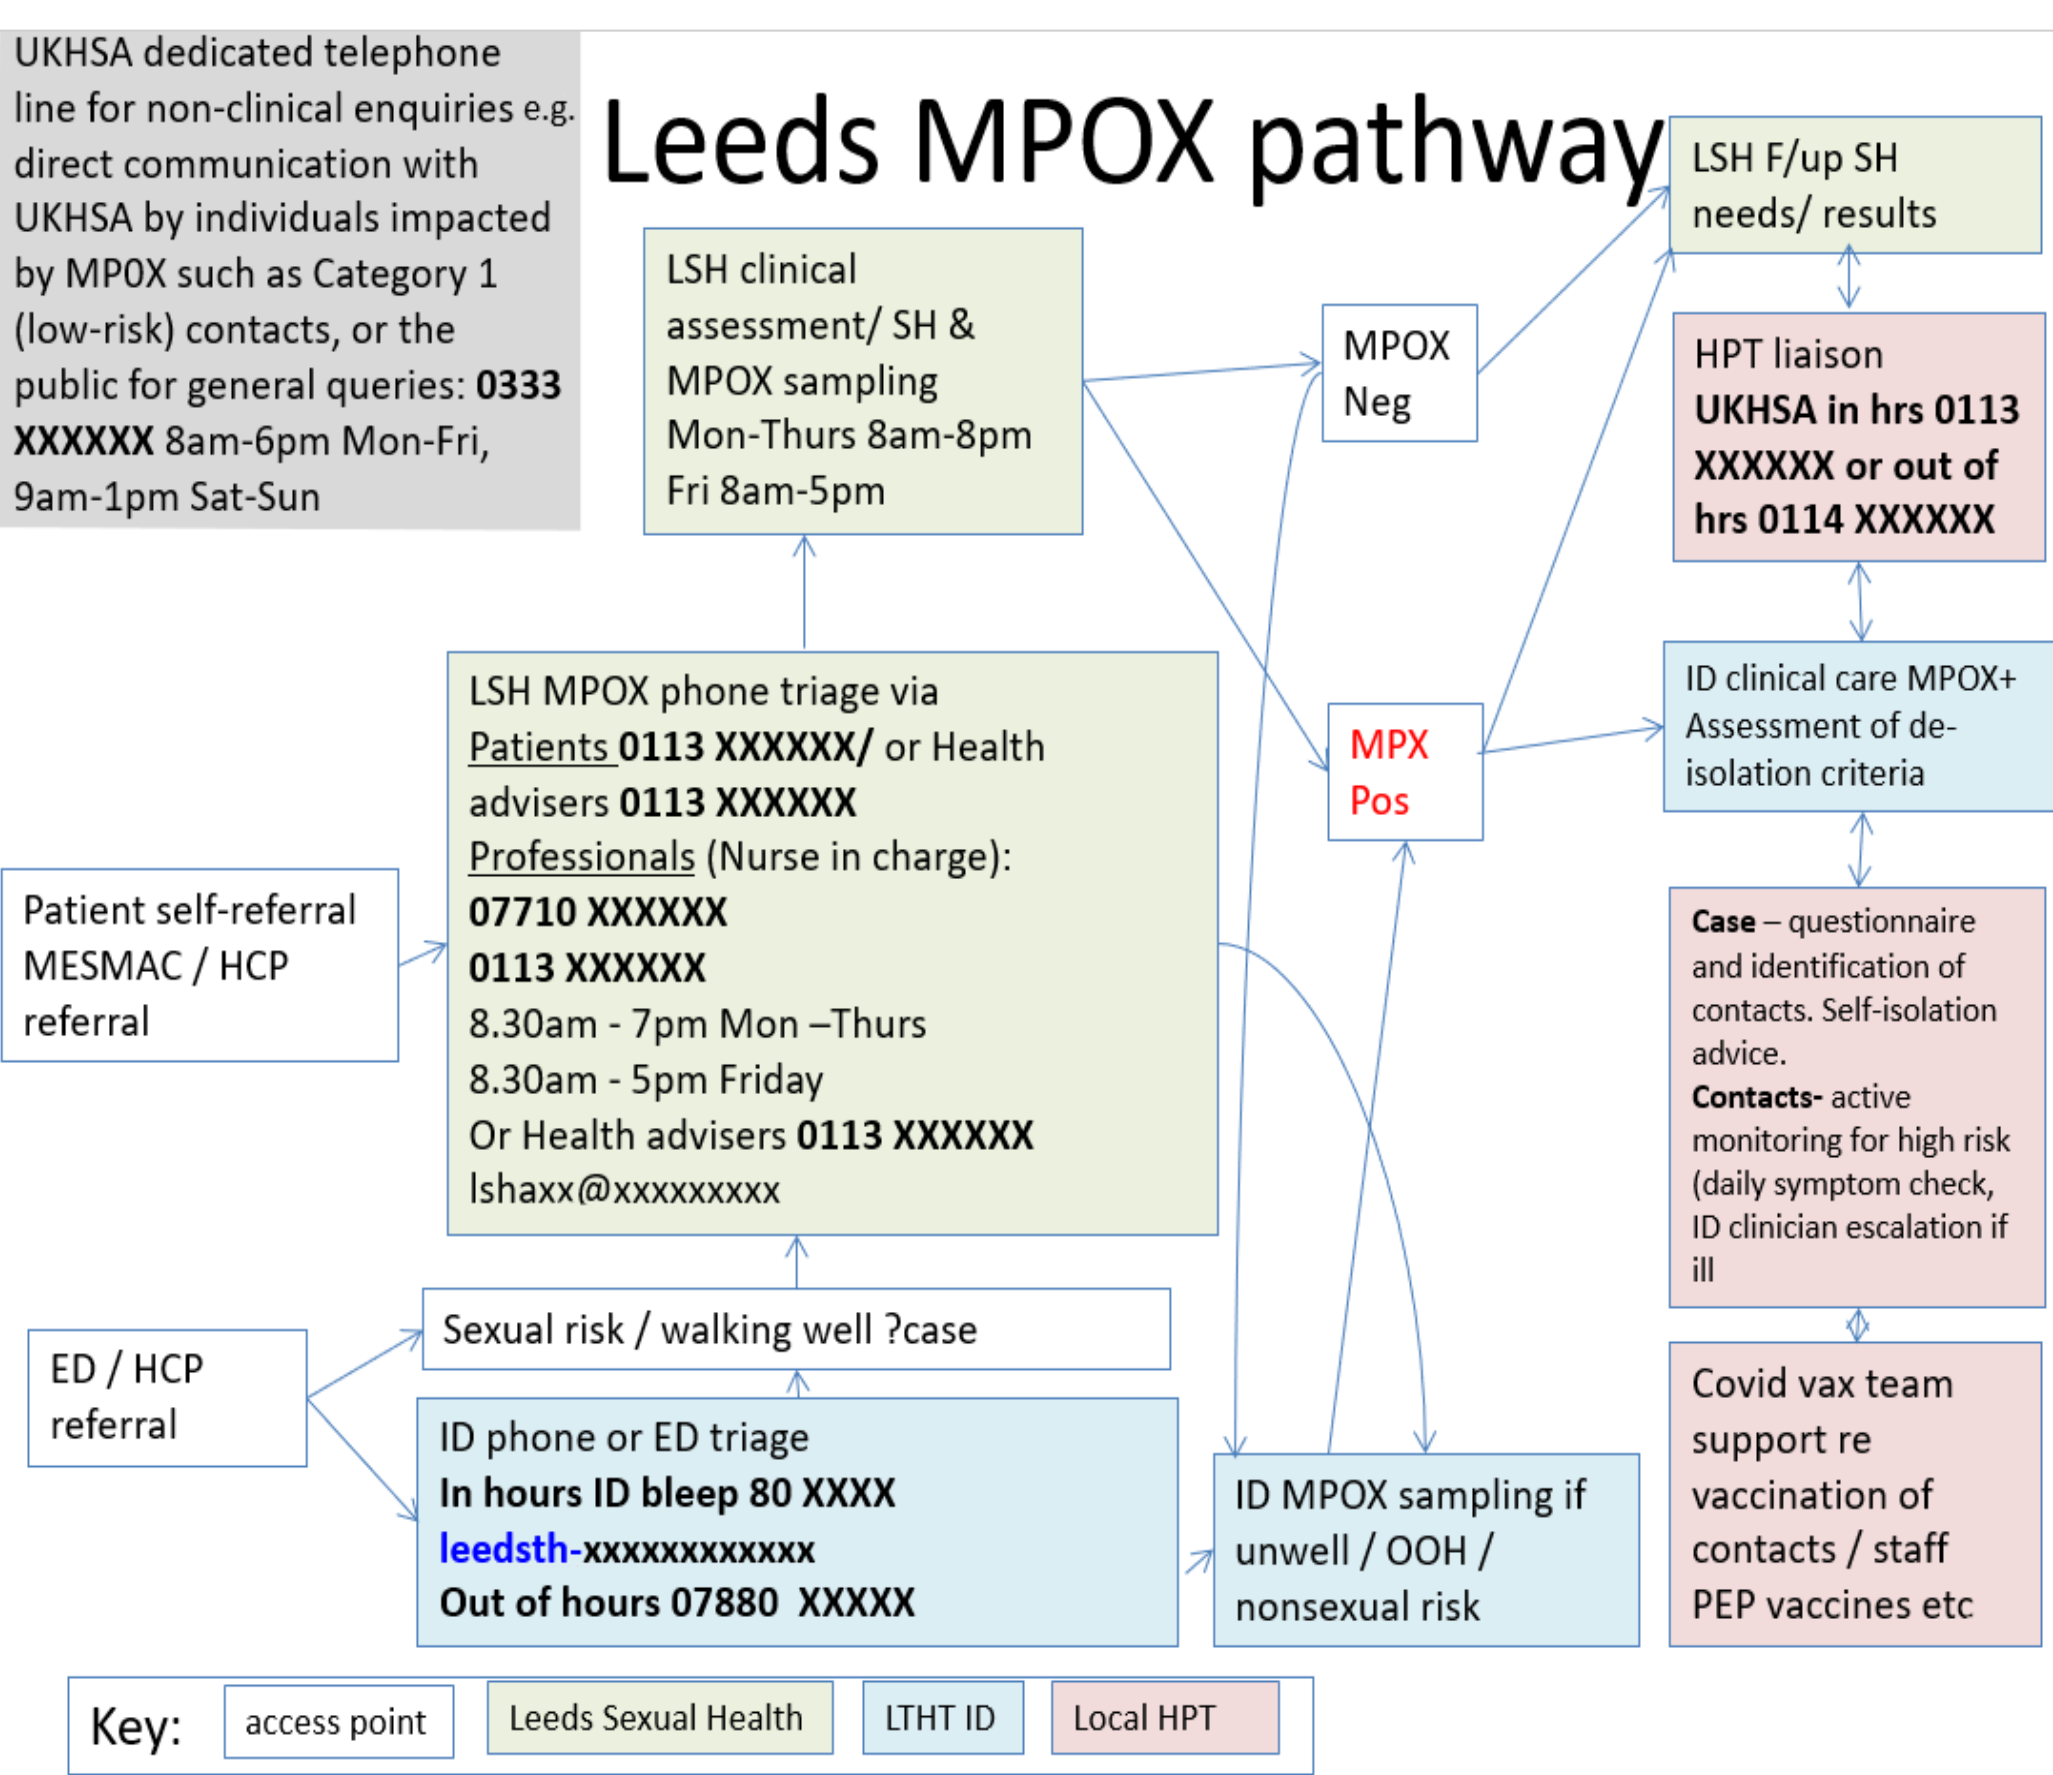 UKHSA dedicated telephone
line for non-clinical enquiries e.g.
direct communication with
UKHSA by individuals impacted
by MP0X such as Category 1
(low-risk) contacts, or the
public for general queries: 0333
XXXXXX 8am-6pm Mon-Fri,
9am-1pm Sat-Sun
Leeds MPOX pathway
LSH F/up SH
needs/ results
LSH clinical
assessment/ SH &
MPOX sampling
Mon-Thurs 8am-8pm
Fri 8am-5pm
MPOX
Neg
HPT liaison
UKHSA in hrs 0113
XXXXXX or out of
hrs 0114 XXXXXX
LSH MPOX phone triage via
Patients 0113 XXXXXX/ or Health
advisers 0113 XXXXXX
Professionals (Nurse in charge):
07710 XXXXXX
0113 XXXXXX
8.30am - 7pm Mon –Thurs
8.30am - 5pm Friday
Or Health advisers 0113 XXXXXX
lshaxx@xxxxxxxxx
MPX
Pos
ID clinical care MPOX+
Assessment of de-
isolation criteria
Patient self-referral
MESMAC / HCP
referral
Case – questionnaire
and identification of
contacts. Self-isolation
advice.
Contacts- active
monitoring for high risk
(daily symptom check,
ID clinician escalation if
ill
Sexual risk / walking well ?case
ED / HCP
referral
ID phone or ED triage
In hours ID bleep 80 XXXX
leedsth-xxxxxxxxxxxx
Out of hours 07880  XXXXX
ID MPOX sampling if
unwell / OOH /
nonsexual risk
Covid vax team
support re
vaccination of
contacts / staff
PEP vaccines etc
Key:
access point
Leeds Sexual Health
LTHT ID
Local HPT